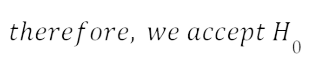 therefore, we accept H₀